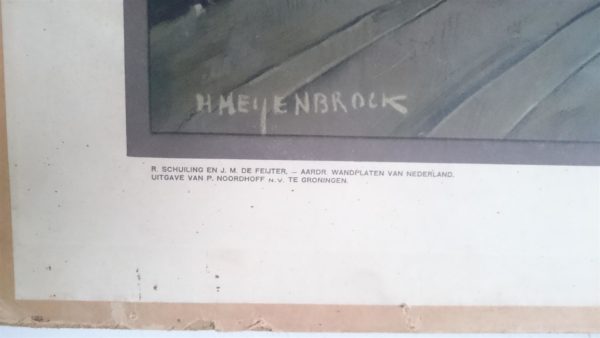 H MEIJENBROCK
R. SCHUILING EN J. M. DE FEIJTER, — AARDR. WANDPLATEN VAN NEDERLAND.
UITGAVE VAN P. NOORDHOFF N.V. TE GRONINGEN.